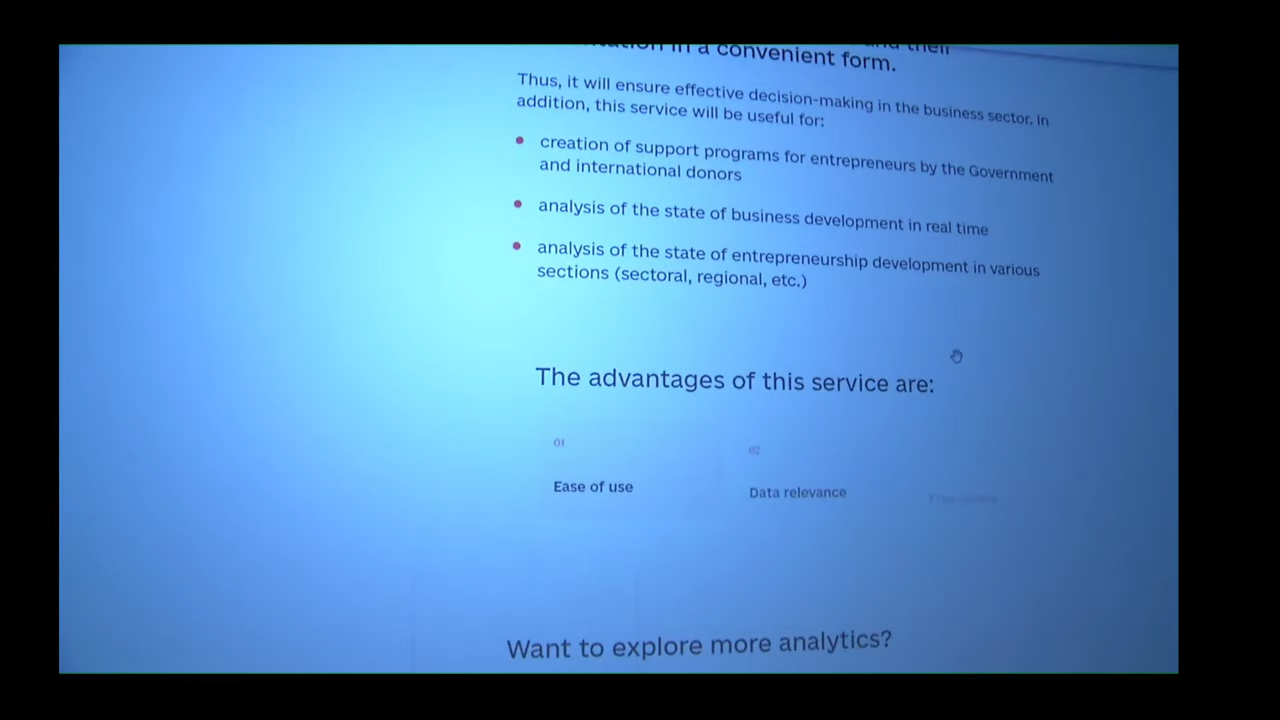 in a convenient form.
Thus, it will ensure effective decision-making in the business sector. In
addition, this service will be useful for:
creation of support programs for entrepreneurs by the Government
and international donors
analysis of the state of business development in real time
analysis of the state of entrepreneurship development in various
sections (sectoral, regional, etc.)
The advantages of this service are:
01
02
Ease of use
Data relevance
Want to explore more analytics?